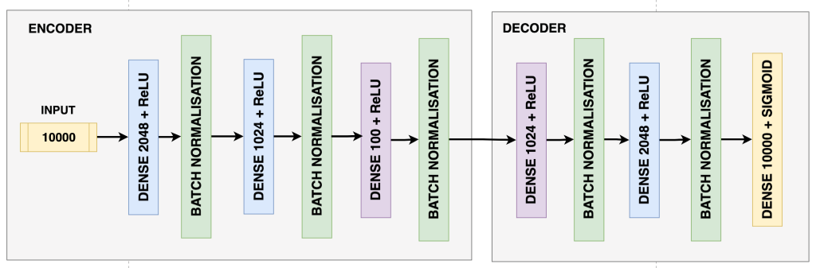 ENCODER
INPUT
10000
DENSE 2048 + ReLU
BATCH NORMALISATION
DENSE 1024 + ReLU
BATCH NORMALISATION
DENSE 100 + ReLU
BATCH NORMALISATION
DECODER
DENSE 1024 + ReLU
BATCH NORMALISATION
DENSE 2048 + ReLU
BATCH NORMALISATION
DENSE 10000 + SIGMOID